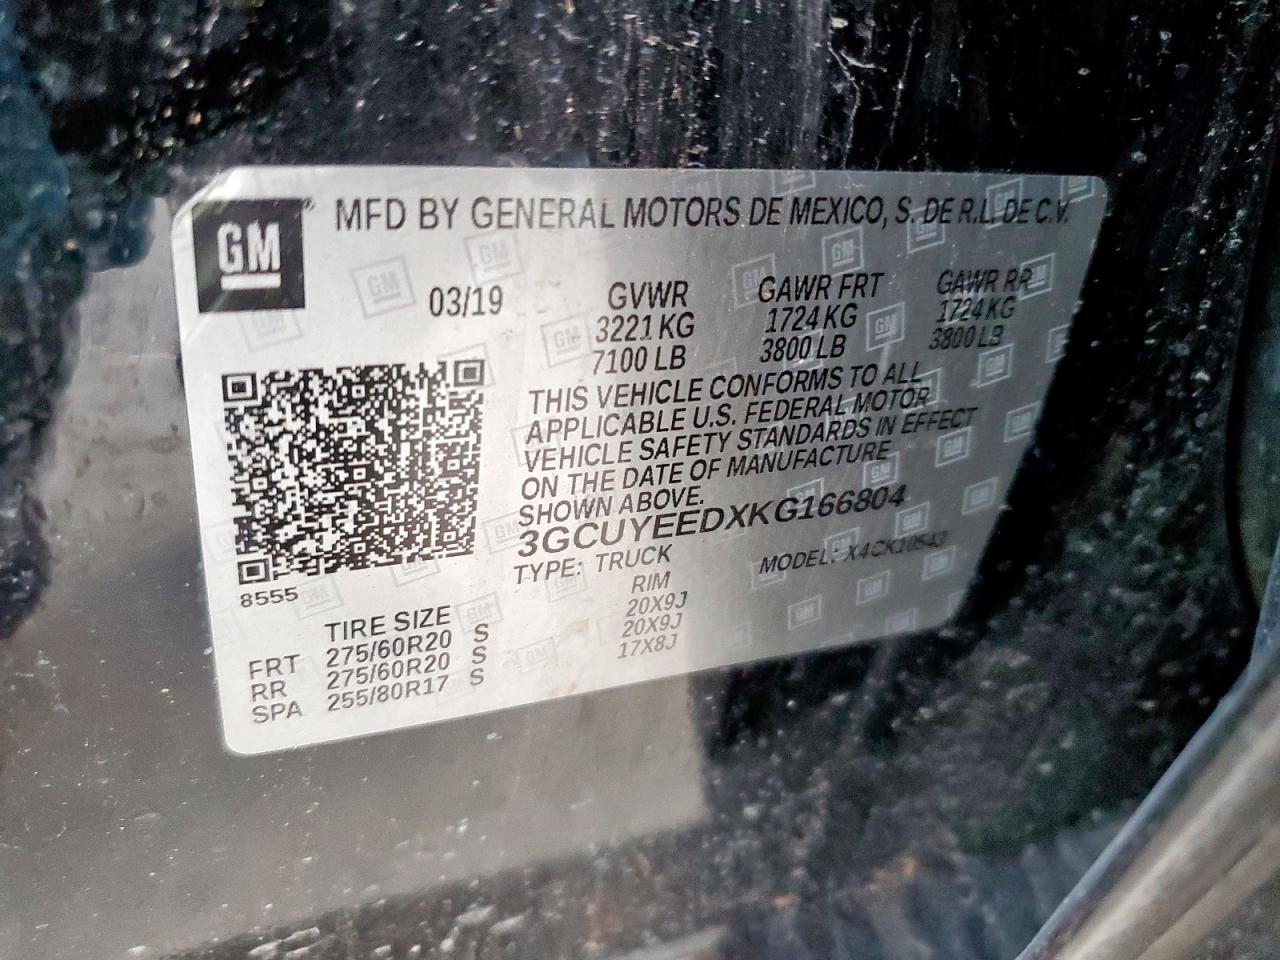 GM
MFD BY GENERAL MOTORS DE MEXICO, S. DE R.L. DE C.V.
03/19 GVWR GAWR FRT GAWR RR
3221 KG 1724 KG 1724 KG
7100 LB 3800 LB 3800 LB
THIS VEHICLE CONFORMS TO ALL
APPLICABLE U.S. FEDERAL MOTOR
VEHICLE SAFETY STANDARDS IN EFFECT
ON THE DATE OF MANUFACTURE
SHOWN ABOVE.
3GCUYEEDXKG166804
TYPE: TRUCK MODEL: X4CK10543
8555
TIRE SIZE RIM
FRT 275/60R20 S 20X9J
RR 275/60R20 S 20X9J
SPA 255/80R17 S 17X8J